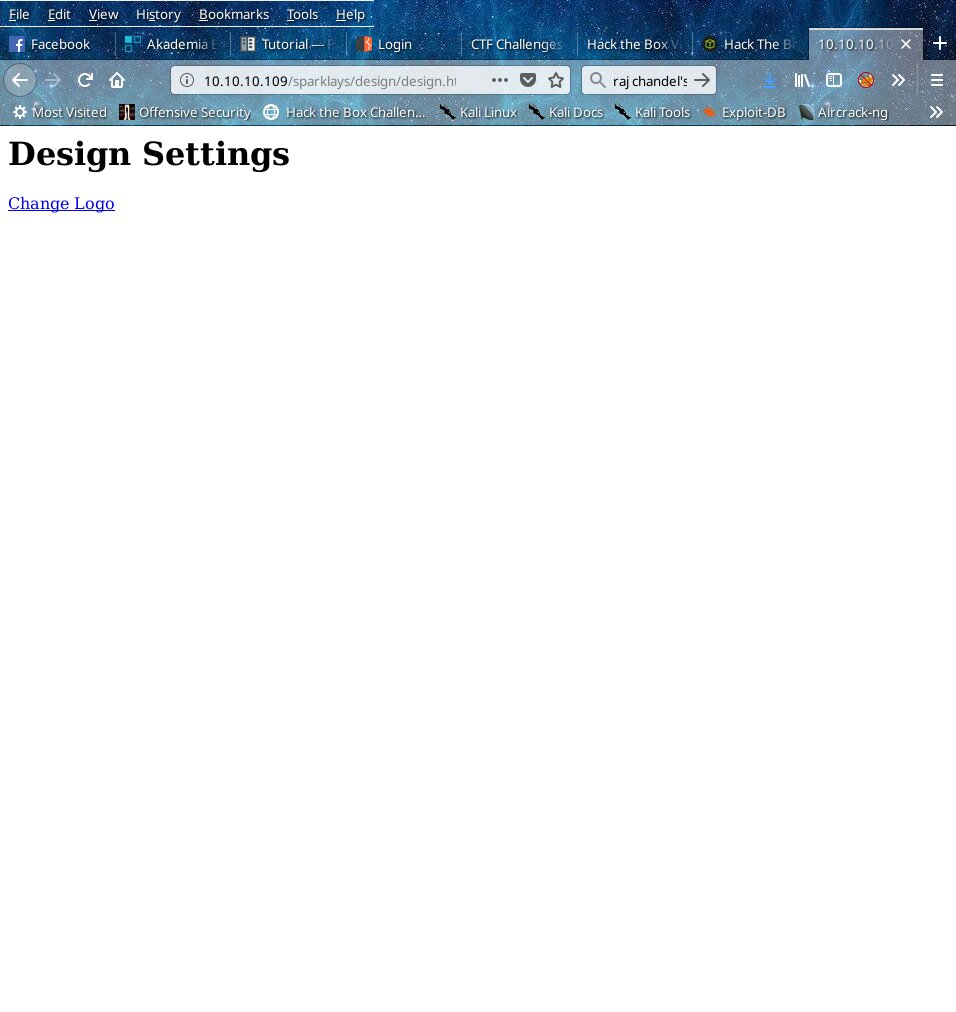 File Edit View History Bookmarks Tools Help
Facebook Akademia Tutorial — Login CTF Challenges Hack the Box V Hack The Bo 10.10.10.10
10.10.10.109/sparklays/design/design.ht raj chandel's
Most Visited Offensive Security Hack the Box Challen... Kali Linux Kali Docs Kali Tools Exploit-DB Aircrack-ng
Design Settings
Change Logo